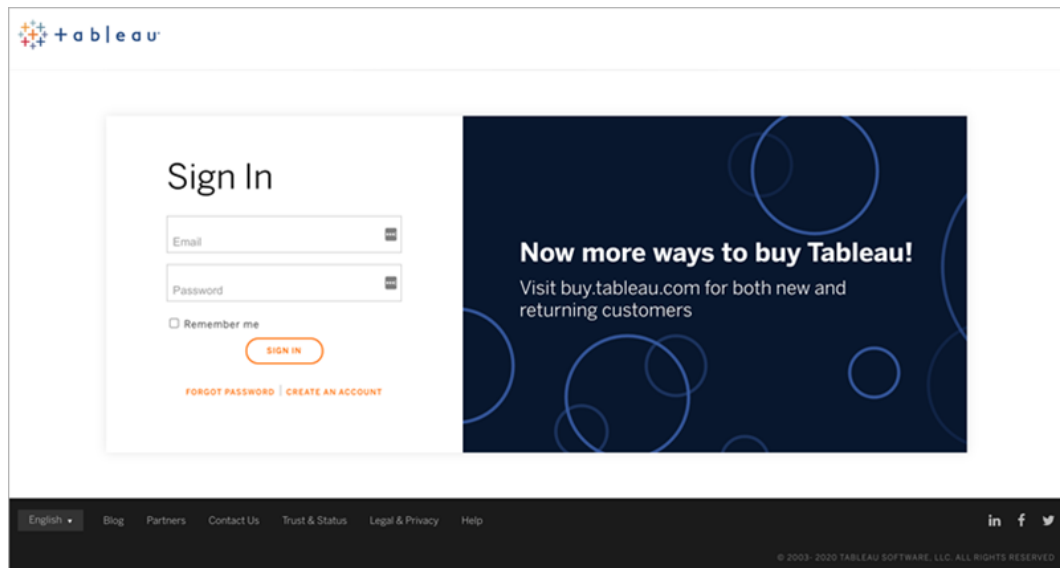 +ableau
Sign In
Email
Password
Remember me
SIGN IN
FORGOT PASSWORD | CREATE AN ACCOUNT
Now more ways to buy Tableau!
Visit buy.tableau.com for both new and
returning customers
English
Blog
Partners
Contact Us
Trust & Status
Legal & Privacy
Help
in
f
© 2003-2020 TABLEAU SOFTWARE, LLC. ALL RIGHTS RESERVED